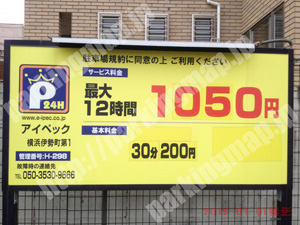 駐車場規約に同意の上ご利用ください
サービス料金
最大
12時間
1050円
基本料金
30分200円
P
24H
www.e-ipec.co.jp
アイペック
横浜伊勢町第1
管理番号:H-298
故障時の連絡先
TEL 050-3530-9686